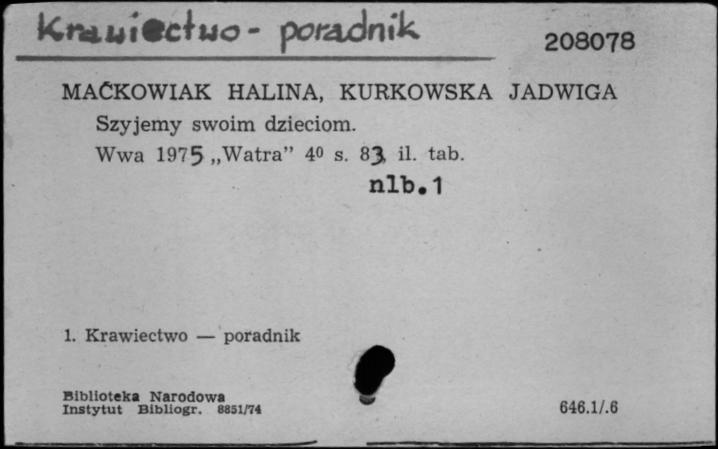 Krawiectwo - poradnik
208078
MAĆKOWIAK HALINA, KURKOWSKA JADWIGA
Szyjemy swoim dzieciom.
Wwa 1975 „Watra” 4⁰ s. 83, il. tab.
nlb.1
1. Krawiectwo — poradnik
Biblioteka Narodowa
Instytut Bibliogr. 8851/74
646.1/.6